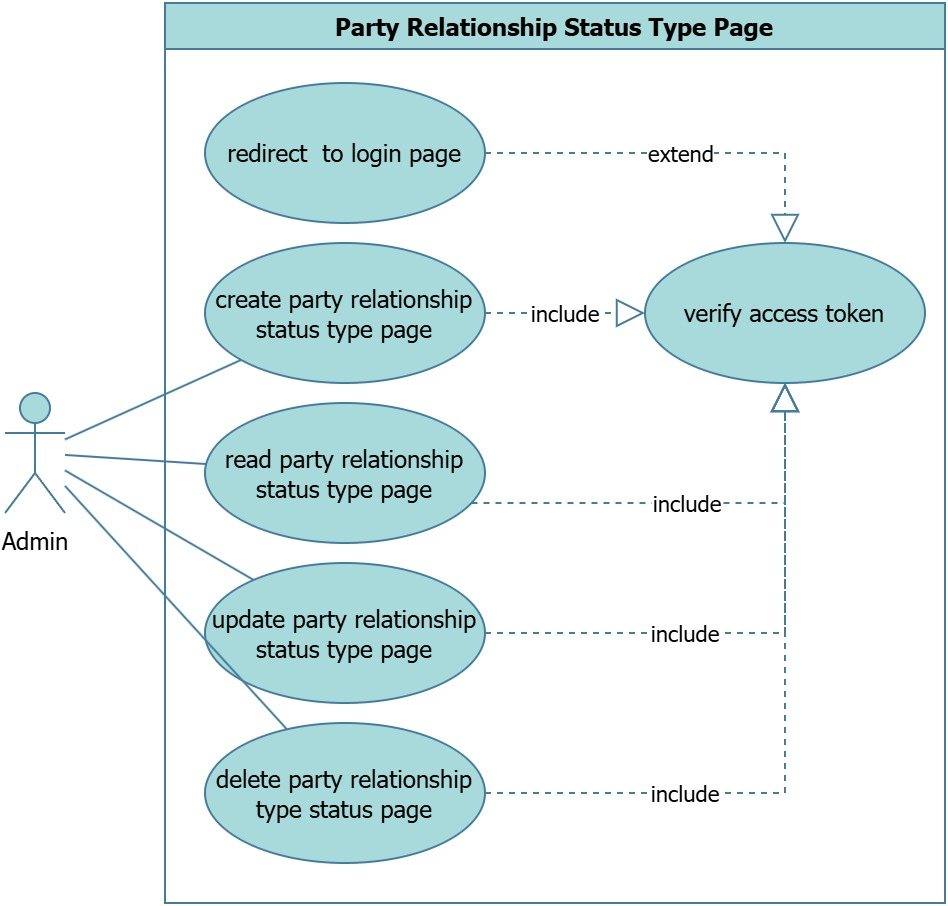 Party Relationship Status Type Page
redirect to login page
extend
create party relationship
status type page
include
verify access token
read party relationship
status type page
include
Admin
update party relationship
status type page
include
delete party relationship
type status page
include